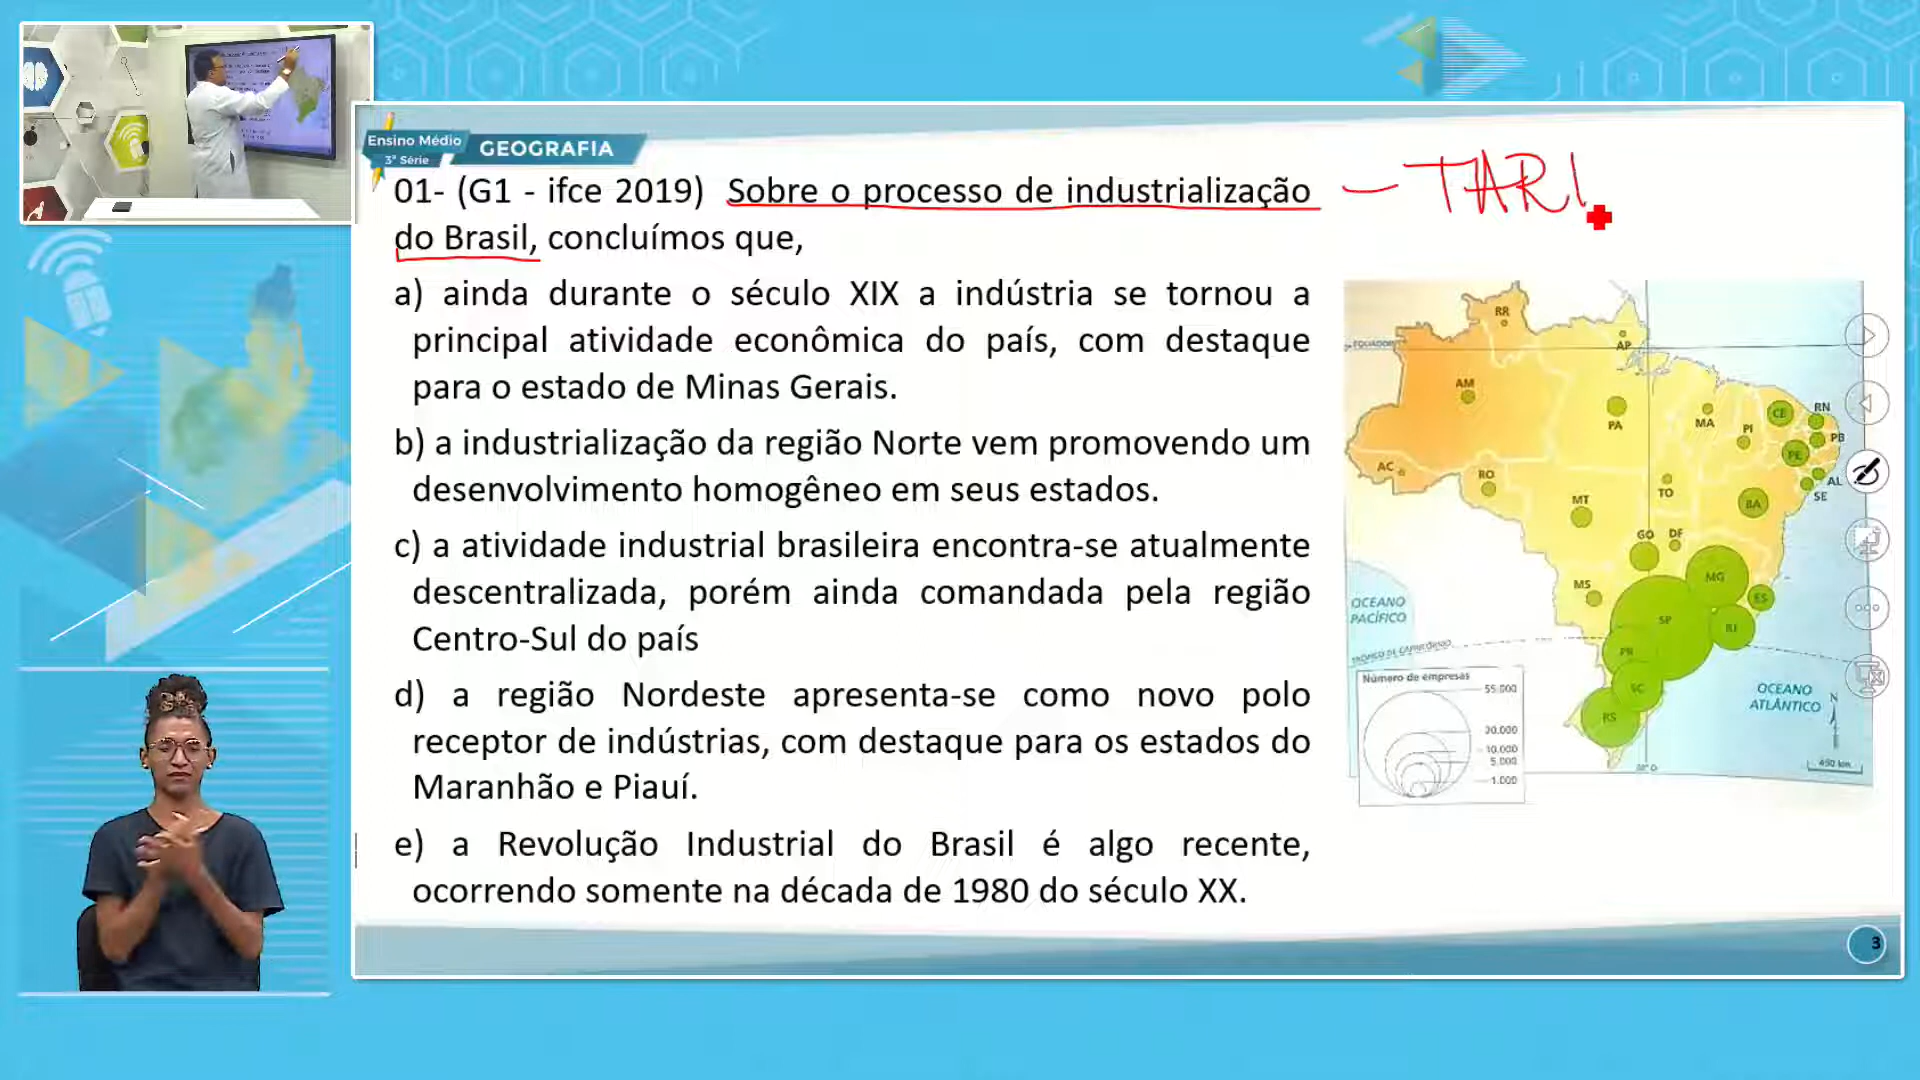 Ensino Médio
3ª Série
GEOGRAFIA
01- (G1 - ifce 2019) Sobre o processo de industrialização
do Brasil, concluímos que,
a) ainda durante o século XIX a indústria se tornou a
principal atividade econômica do país, com destaque
para o estado de Minas Gerais.
b) a industrialização da região Norte vem promovendo um
desenvolvimento homogêneo em seus estados.
c) a atividade industrial brasileira encontra-se atualmente
descentralizada, porém ainda comandada pela região
Centro-Sul do país
d) a região Nordeste apresenta-se como novo polo
receptor de indústrias, com destaque para os estados do
Maranhão e Piauí.
e) a Revolução Industrial do Brasil é algo recente,
ocorrendo somente na década de 1980 do século XX.
– TARI
RR
AP
EQUADOR
AM
PA
MA
CE
RN
PB
PI
PE
AL
SE
AC
RO
TO
BA
MT
GO
DF
MS
MG
ES
SP
RJ
PR
SC
RS
OCEANO
PACÍFICO
TRÓPICO DE CAPRICÓRNIO
OCEANO
ATLÂNTICO
N
Número de empresas
55.000
30.000
10.000
5.000
1.000
450 km
3